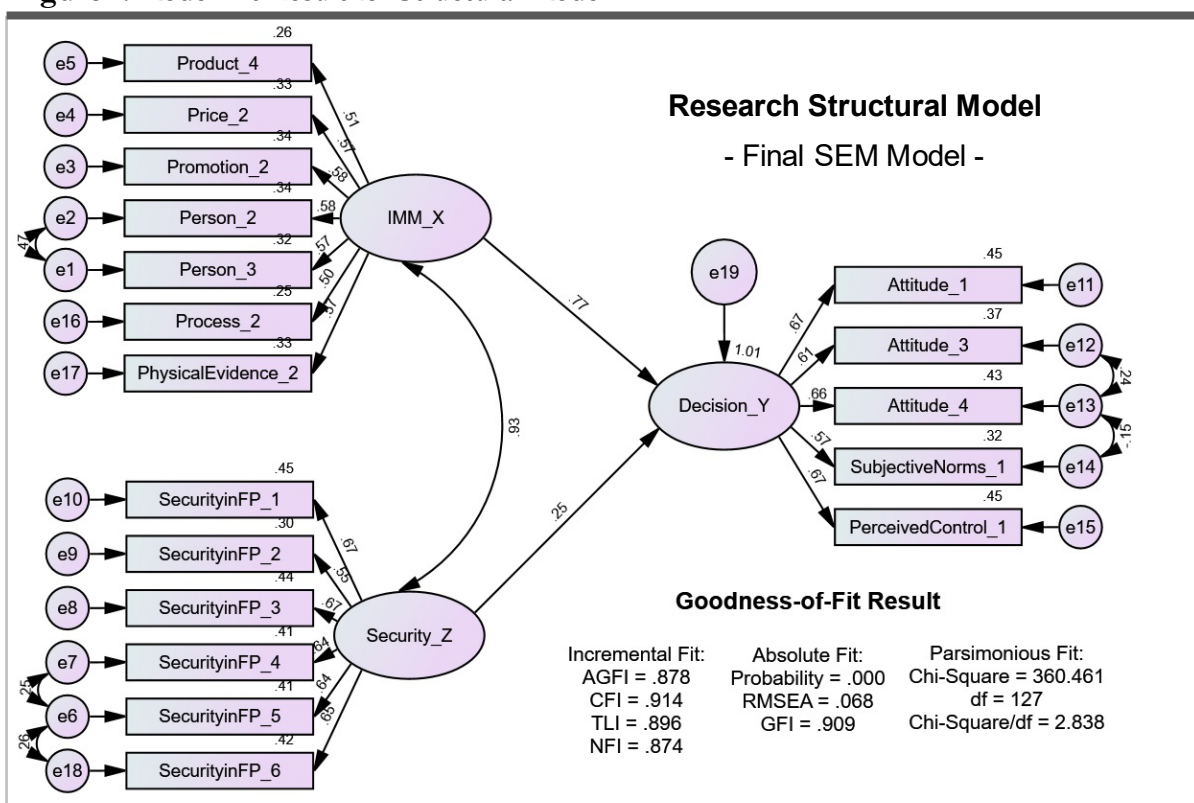 .26
e5 Product_4
.33
.51
e4 Price_2
.34
.57
e3 Promotion_2
.58
.34
e2 Person_2 .58 IMM_X
.47
.32
.57
e1 Person_3
.25
.50
e16 Process_2
.57
.33
e17 PhysicalEvidence_2
.45
e10 SecurityinFP_1
.30
.67
e9 SecurityinFP_2
.44
.55
e8 SecurityinFP_3
.67
.41
e7 SecurityinFP_4 .64 Security_Z
.25
.41
.64
e6 SecurityinFP_5
.26
.42
.65
e18 SecurityinFP_6
.93
.77
.25
Research Structural Model
- Final SEM Model -
e19
1.01
Decision_Y
.45
.67
Attitude_1 e11
.37
.61
Attitude_3 e12
.24
.43
.66 Attitude_4 e13
-.15
.32
.57
SubjectiveNorms_1 e14
.45
.67
PerceivedControl_1 e15
Goodness-of-Fit Result
Incremental Fit:
AGFI = .878
CFI = .914
TLI = .896
NFI = .874
Absolute Fit:
Probability = .000
RMSEA = .068
GFI = .909
Parsimonious Fit:
Chi-Square = 360.461
df = 127
Chi-Square/df = 2.838